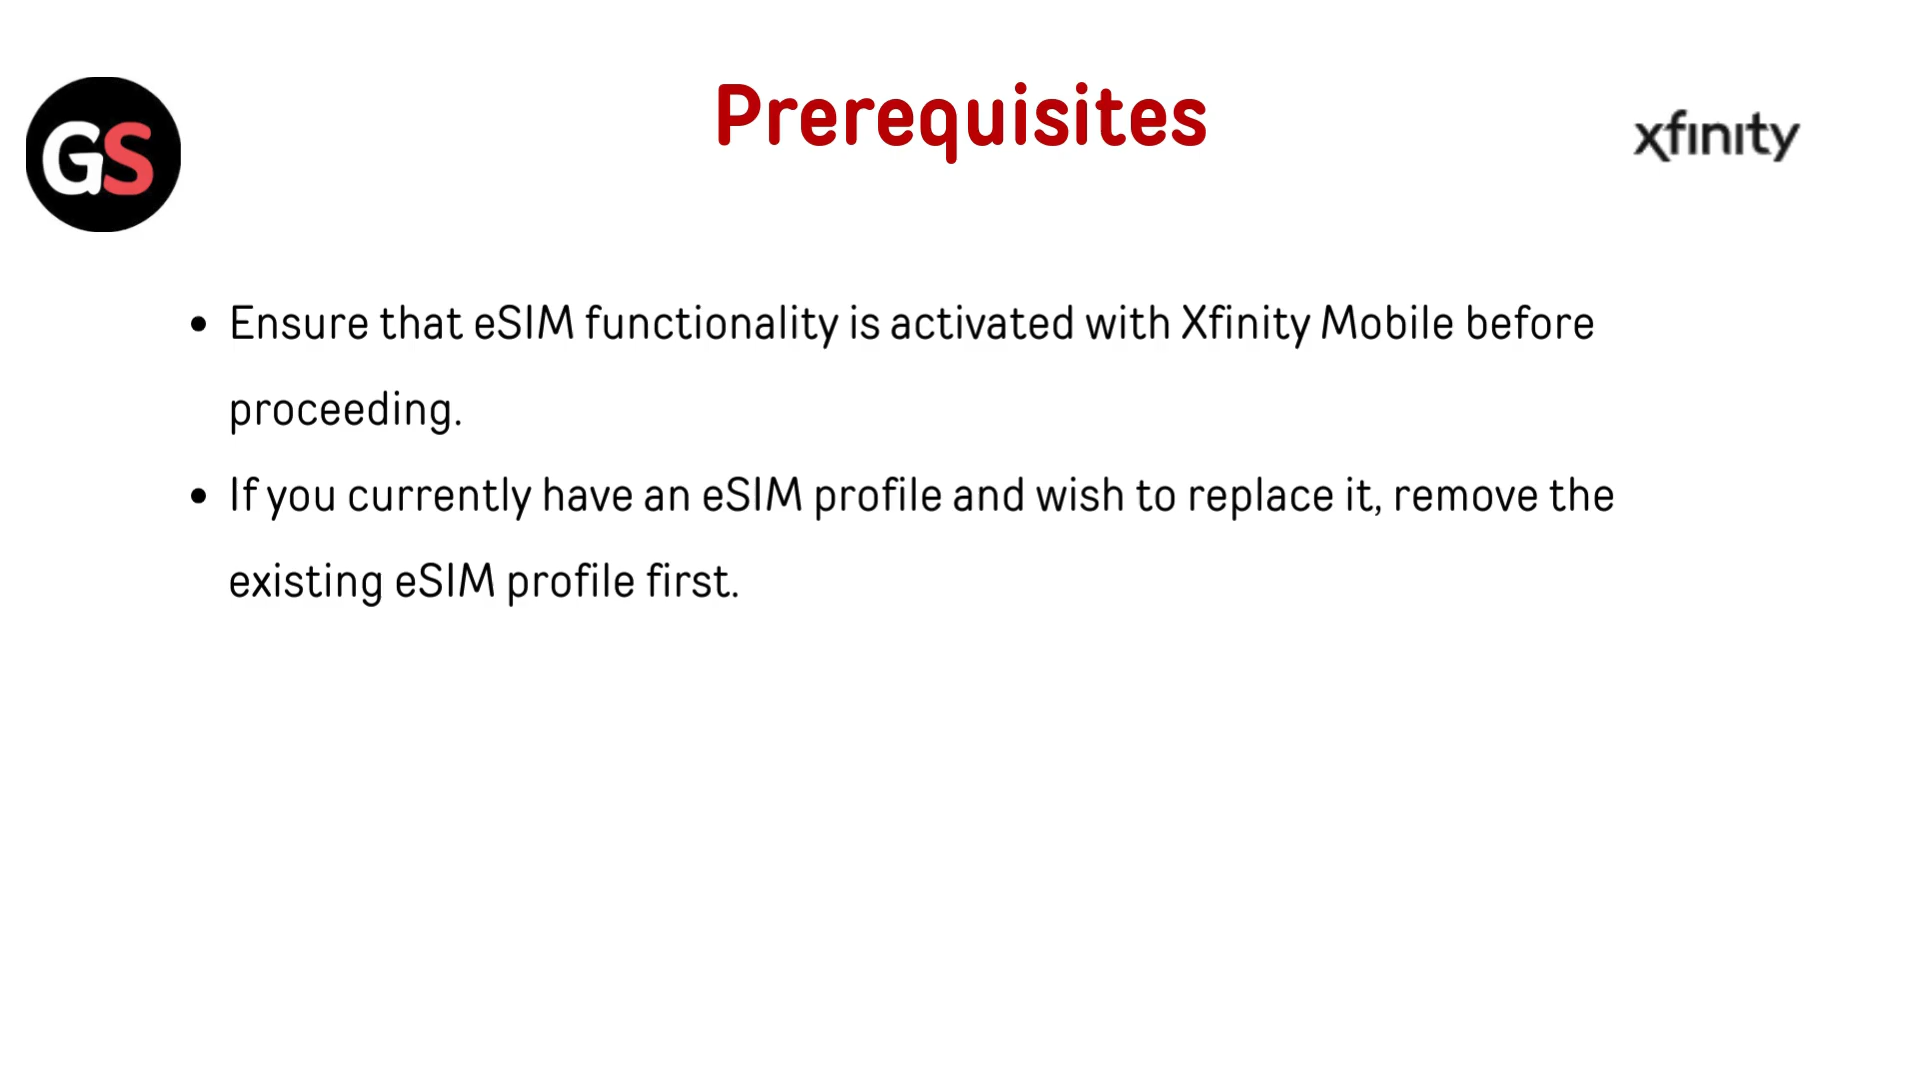 GS
Prerequisites
xfinity
• Ensure that eSIM functionality is activated with Xfinity Mobile before
proceeding.
• If you currently have an eSIM profile and wish to replace it, remove the
existing eSIM profile first.